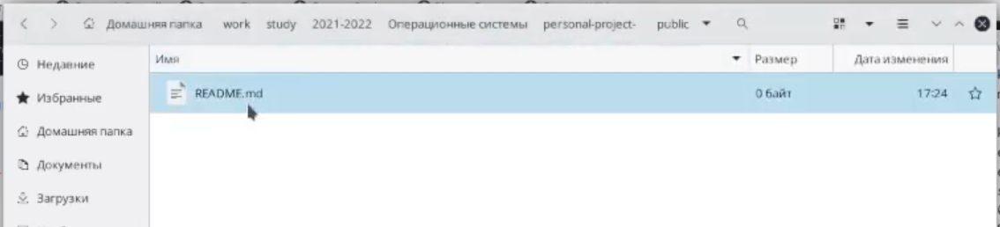 Домашняя папка work study 2021-2022 Операционные системы personal-project- public
Имя Размер Дата изменения
README.md 0 байт 17:24
Недавние
Избранные
Домашняя папка
Документы
Загрузки